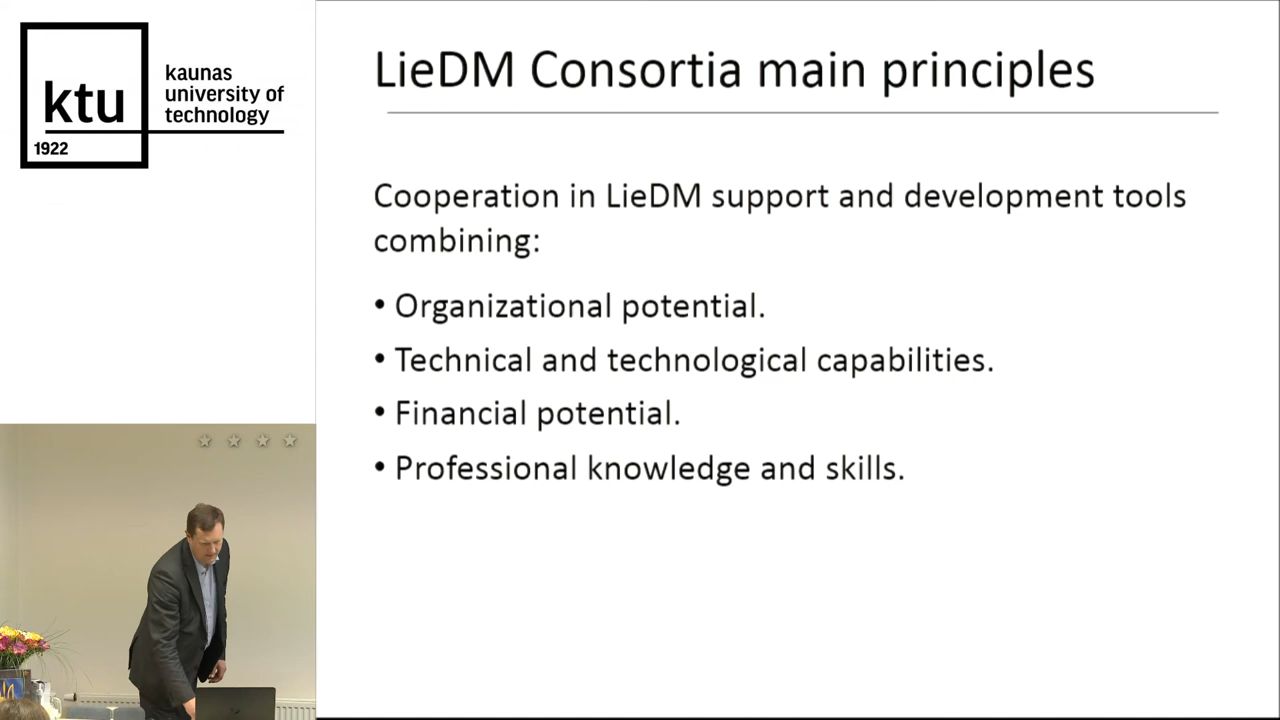 ktu
1922
kaunas
university of
technology
LieDM Consortia main principles
Cooperation in LieDM support and development tools
combining:
• Organizational potential.
• Technical and technological capabilities.
• Financial potential.
• Professional knowledge and skills.